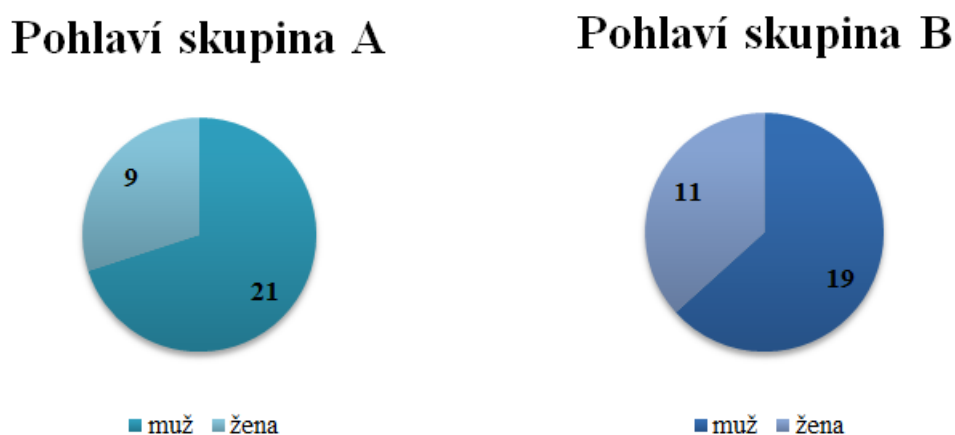 Pohlaví skupina A
9
21
muž žena
Pohlaví skupina B
11
19
muž žena